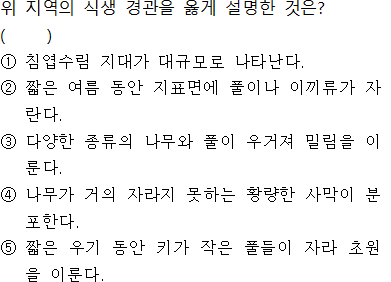 위 지역의 식생 경관을 옳게 설명한 것은?
(      )
① 침엽수림 지대가 대규모로 나타난다.
② 짧은 여름 동안 지표면에 풀이나 이끼류가 자
란다.
③ 다양한 종류의 나무와 풀이 우거져 밀림을 이
룬다.
④ 나무가 거의 자라지 못하는 황량한 사막이 분
포한다.
⑤ 짧은 우기 동안 키가 작은 풀들이 자라 초원
을 이룬다.